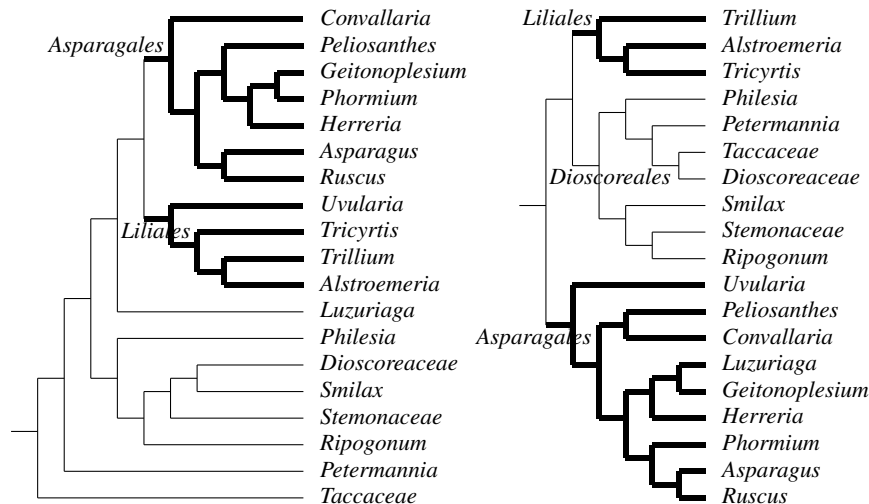 Convallaria
Asparagales
Peliosanthes
Geitonoplesium
Phormium
Herreria
Asparagus
Ruscus
Uvularia
Liliales
Tricyrtis
Trillium
Alstroemeria
Luzuriaga
Philesia
Dioscoreaceae
Smilax
Stemonaceae
Ripogonum
Petermannia
Taccaceae
Liliales
Trillium
Alstroemeria
Tricyrtis
Philesia
Petermannia
Taccaceae
Dioscoreales
Dioscoreaceae
Smilax
Stemonaceae
Ripogonum
Uvularia
Peliosanthes
Asparagales
Convallaria
Luzuriaga
Geitonoplesium
Herreria
Phormium
Asparagus
Ruscus